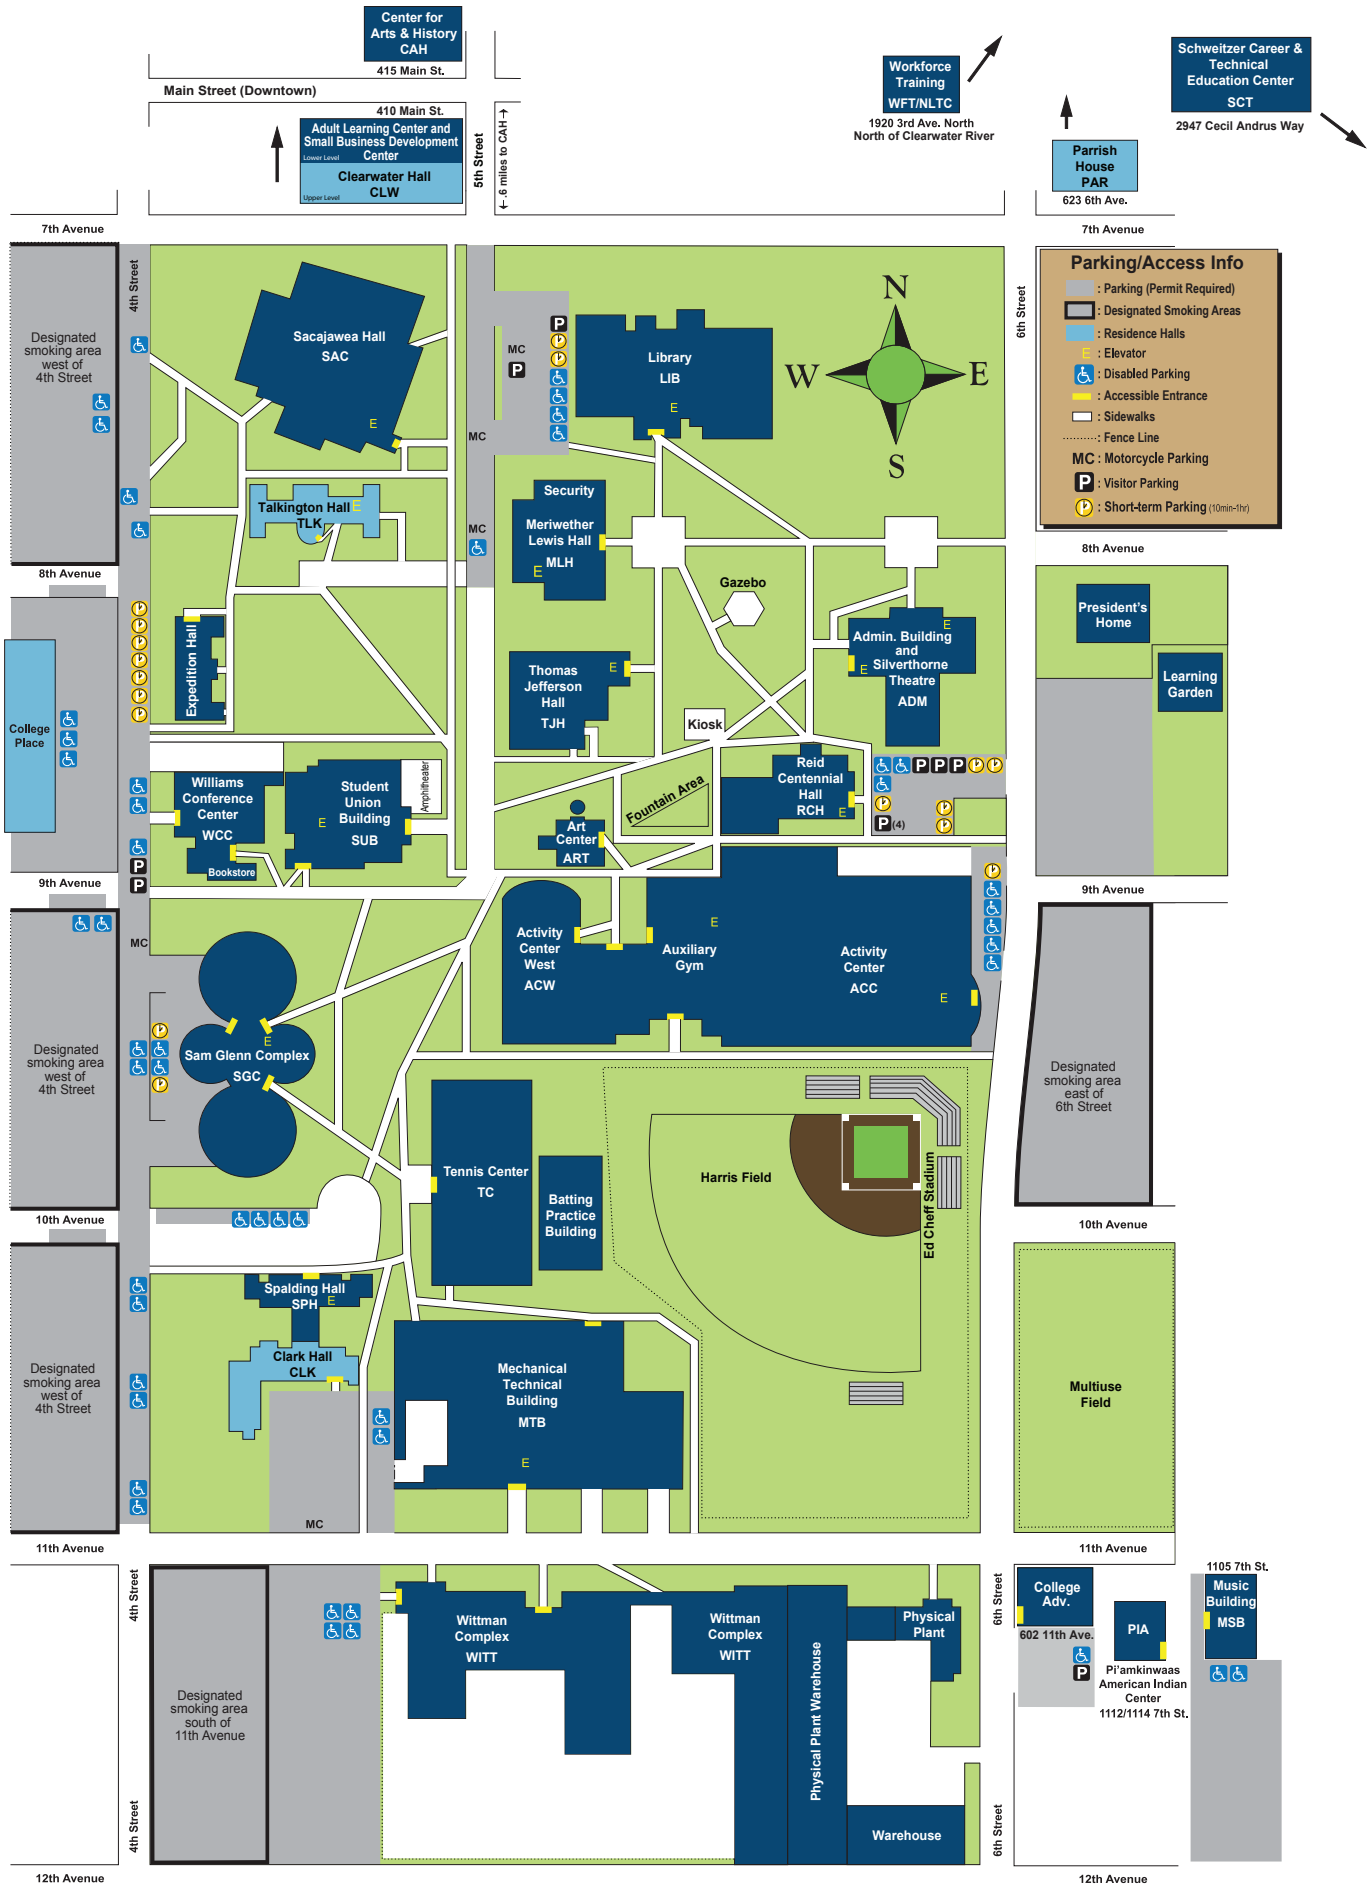 Center for
Arts & History
CAH
415 Main St.
Main Street (Downtown)
410 Main St.
Adult Learning Center and
Small Business Development
Center
Lower Level
Clearwater Hall
CLW
Upper Level
5th Street
.6 miles to CAH
Workforce
Training
WFT/NLTC
1920 3rd Ave. North
North of Clearwater River
Schweitzer Career &
Technical
Education Center
SCT
2947 Cecil Andrus Way
Parrish
House
PAR
623 6th Ave.
7th Avenue
7th Avenue
4th Street
6th Street
Parking/Access Info
: Parking (Permit Required)
: Designated Smoking Areas
: Residence Halls
E : Elevator
: Disabled Parking
: Accessible Entrance
: Sidewalks
: Fence Line
MC : Motorcycle Parking
P : Visitor Parking
P : Short-term Parking (10min-1hr)
Designated
smoking area
west of
4th Street
Sacajawea Hall
SAC
E
MC
P
P
MC
Library
LIB
E
N
W
E
S
Talkington Hall
TLK
E
MC
Security
Meriwether
Lewis Hall
MLH
E
8th Avenue
8th Avenue
Gazebo
President's
Home
Learning
Garden
Expedition Hall
College
Place
Thomas
Jefferson
Hall
TJH
E
Admin. Building
and
Silverthorne
Theatre
ADM
E
E
Kiosk
Fountain Area
Reid
Centennial
Hall
RCH
E
P P P
P (4)
Williams
Conference
Center
WCC
Bookstore
Student
Union
Building
SUB
E
Amphitheater
Art
Center
ART
P
P
9th Avenue
9th Avenue
MC
Activity
Center
West
ACW
Auxiliary
Gym
E
Activity
Center
ACC
E
Designated
smoking area
west of
4th Street
Sam Glenn Complex
SGC
E
Designated
smoking area
east of
6th Street
Tennis Center
TC
Batting
Practice
Building
Harris Field
Ed Cheff Stadium
10th Avenue
10th Avenue
Spalding Hall
SPH
E
Clark Hall
CLK
Designated
smoking area
west of
4th Street
Mechanical
Technical
Building
MTB
E
Multiuse
Field
MC
11th Avenue
11th Avenue
4th Street
6th Street
Wittman
Complex
WITT
Wittman
Complex
WITT
Physical
Plant
Physical Plant Warehouse
Warehouse
Designated
smoking area
south of
11th Avenue
College
Adv.
602 11th Ave.
P
PIA
Pi'amkinwaas
American Indian
Center
1112/1114 7th St.
1105 7th St.
Music
Building
MSB
4th Street
6th Street
12th Avenue
12th Avenue